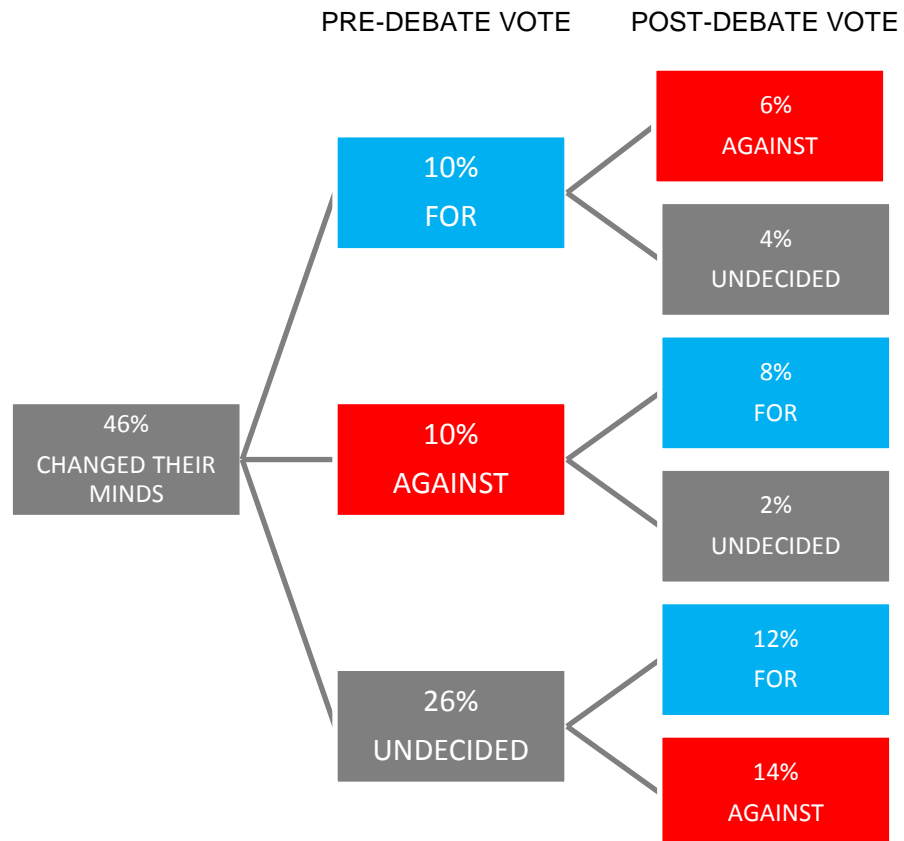 PRE-DEBATE VOTE
POST-DEBATE VOTE
6%
AGAINST
10%
FOR
4%
UNDECIDED
8%
FOR
46%
CHANGED THEIR
MINDS
10%
AGAINST
2%
UNDECIDED
12%
FOR
26%
UNDECIDED
14%
AGAINST